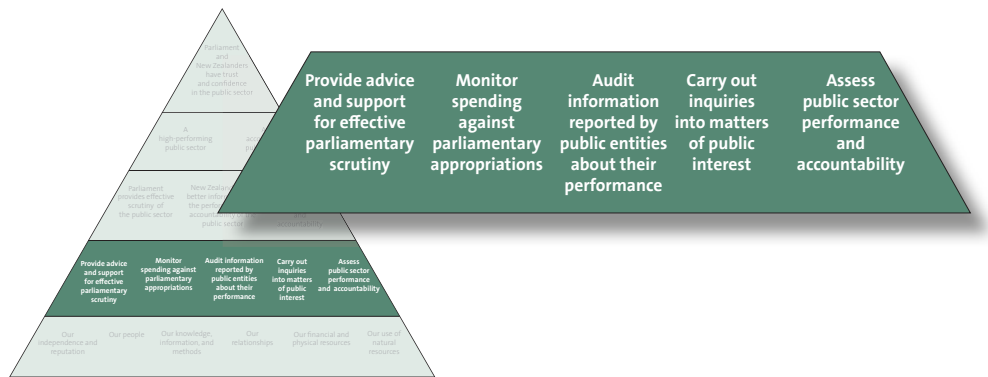 Parliament
and
New Zealanders
have trust
and confidence
in the public sector
A
high-performing
public sector
Parliament
provides effective
scrutiny of
the public sector
Provide advice
and support
for effective
parliamentary
scrutiny
Monitor
spending
against
parliamentary
appropriations
Audit
information
reported by
public entities
about their
performance
Carry out
inquiries
into matters
of public
interest
Assess
public sector
performance
and
accountability
Provide advice
and support
for effective
parliamentary
scrutiny
Monitor
spending against
parliamentary
appropriations
Audit information
reported by
public entities
about their
performance
Carry out
inquiries
into matters
of public
interest
Assess
public sector
performance
and accountability
Our
independence and
reputation
Our people
Our knowledge,
information, and
methods
Our
relationships
Our financial and
physical resources
Our use of
natural
resources